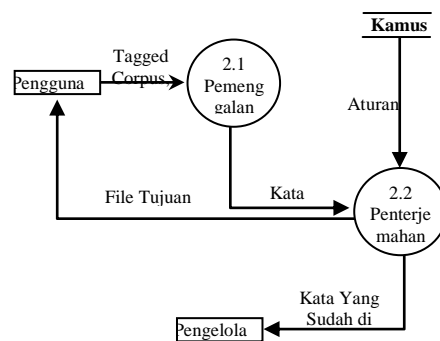 Kamus
Tagged
Corpus,
2.1
Pemeng
galan
Pengguna
Aturan
File Tujuan
Kata
2.2
Penterje
mahan
Kata Yang
Sudah di
Pengelola